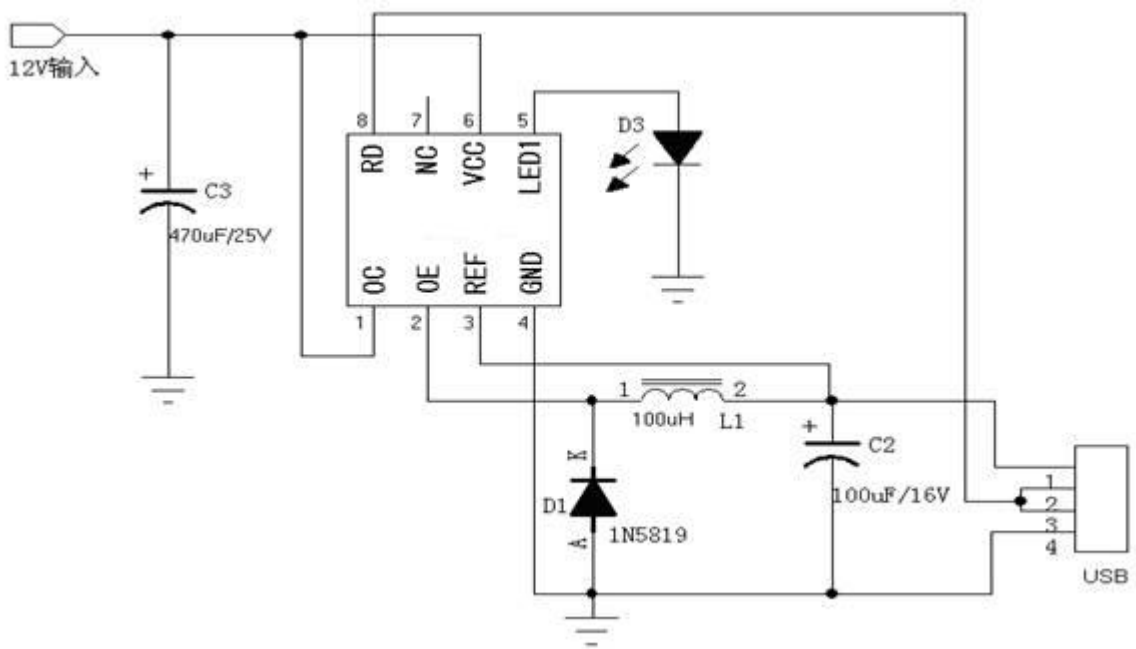 12V输入
8
7
6
5
RD
NC
VCC
LED1
D3
+
C3
470uF/25V
OC
OE
REF
GND
1
2
3
4
1
2
100uH
L1
+
C2
100uF/16V
K
D1
A
1N5819
1
2
3
4
USB